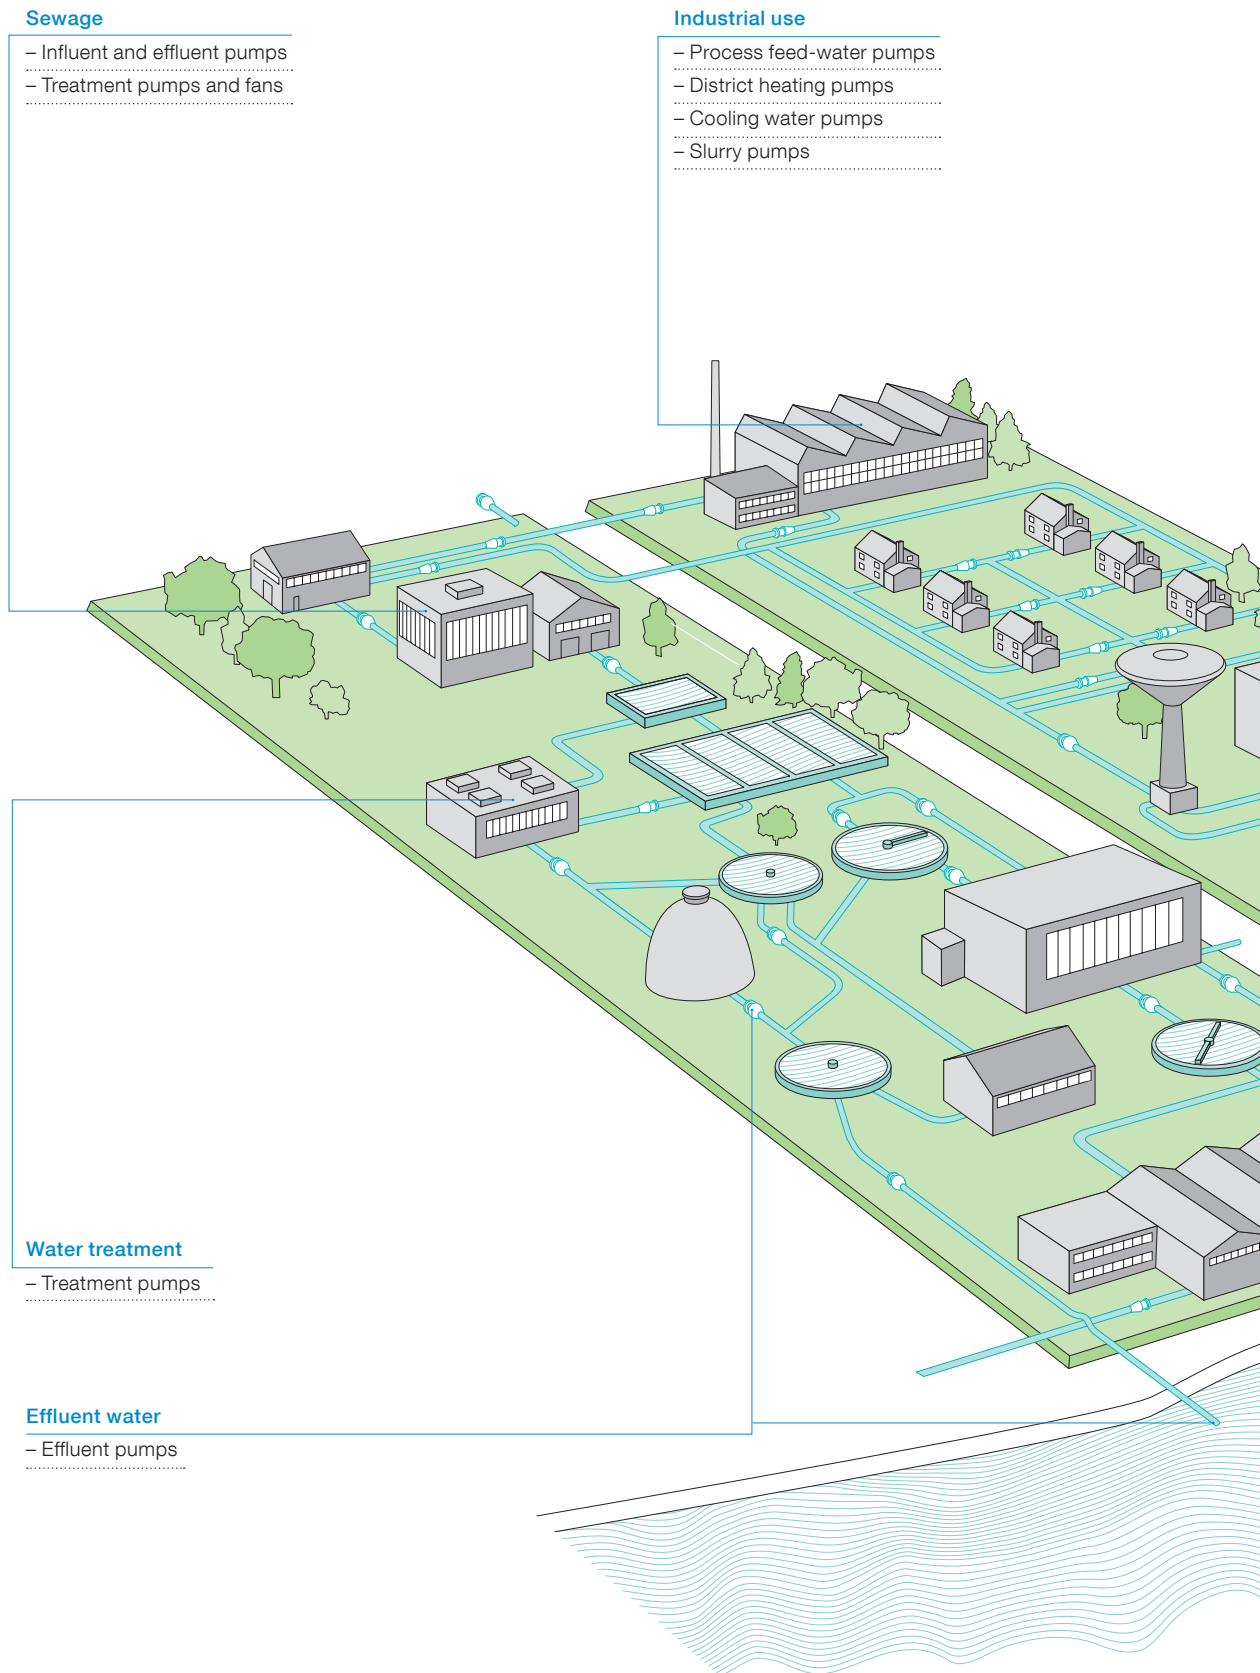 Sewage
– Influent and effluent pumps
– Treatment pumps and fans
Industrial use
– Process feed-water pumps
– District heating pumps
– Cooling water pumps
– Slurry pumps
Water treatment
– Treatment pumps
Effluent water
– Effluent pumps